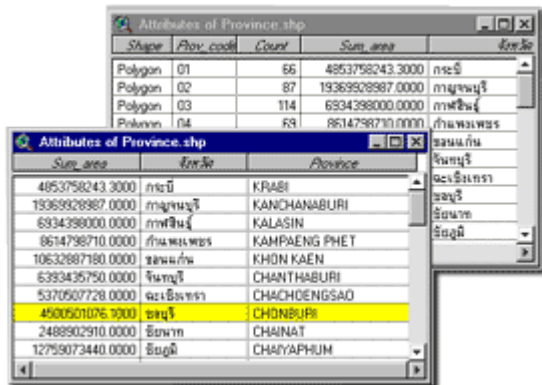 Attributes of Province.shp
Shape Prov_code Count Sum_area จังหวัด
Polygon 01 66 4853758243.3000 กระบี่
Polygon 02 87 19369928987.0000 กาญจนบุรี
Polygon 03 114 6934398000.0000 กาฬสินธุ์
Polygon 04 69 8614798710.0000 กำแพงเพชร
ขอนแก่น
จันทบุรี
ฉะเชิงเทรา
ชลบุรี
ชัยนาท
ชัยภูมิ
Attributes of Province.shp
Sum_area จังหวัด Province
4853758243.3000 กระบี่ KRABI
19369928987.0000 กาญจนบุรี KANCHANABURI
6934398000.0000 กาฬสินธุ์ KALASIN
8614798710.0000 กำแพงเพชร KAMPAENG PHET
10632887180.0000 ขอนแก่น KHON KAEN
6393435750.0000 จันทบุรี CHANTHABURI
5370507728.0000 ฉะเชิงเทรา CHACHOENGSAO
4500501076.1000 ชลบุรี CHONBURI
2488902910.0000 ชัยนาท CHAINAT
12759073440.0000 ชัยภูมิ CHAIYAPHUM